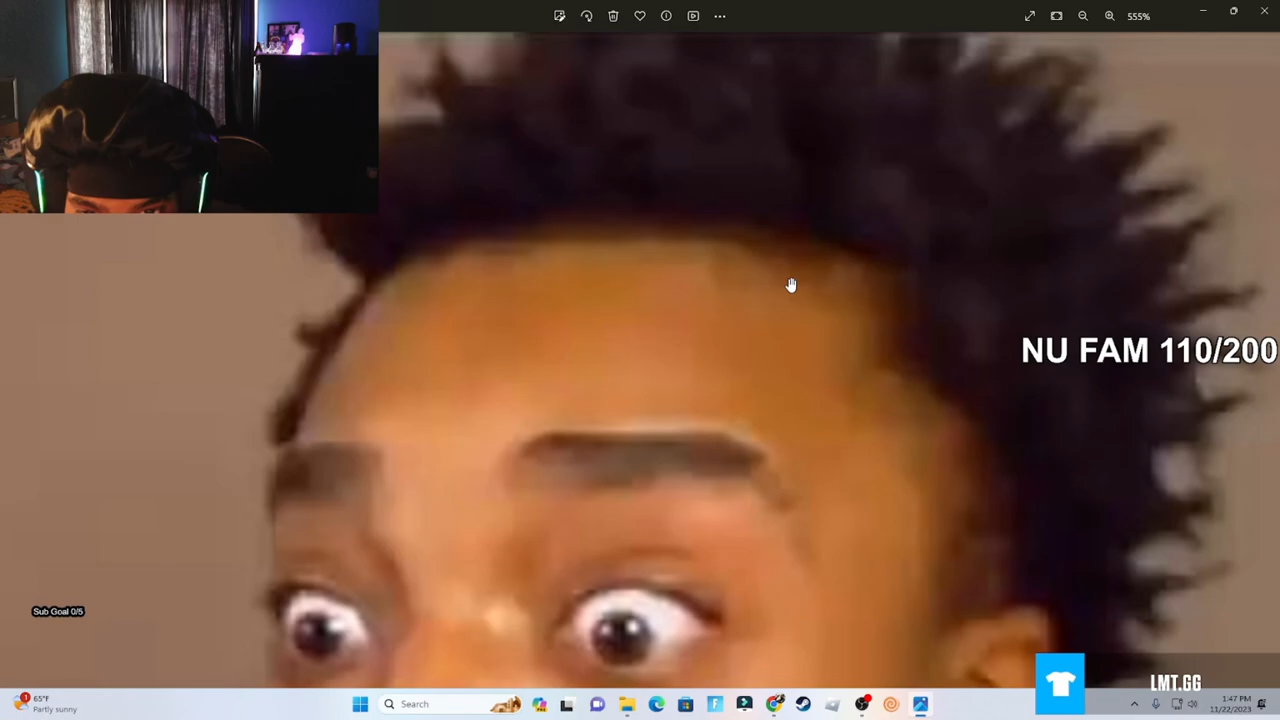 555%
NU FAM 110/200
Sub Goal 0/5
LMT.GG
65°F
Partly sunny
Search
1:47 PM
11/22/2023